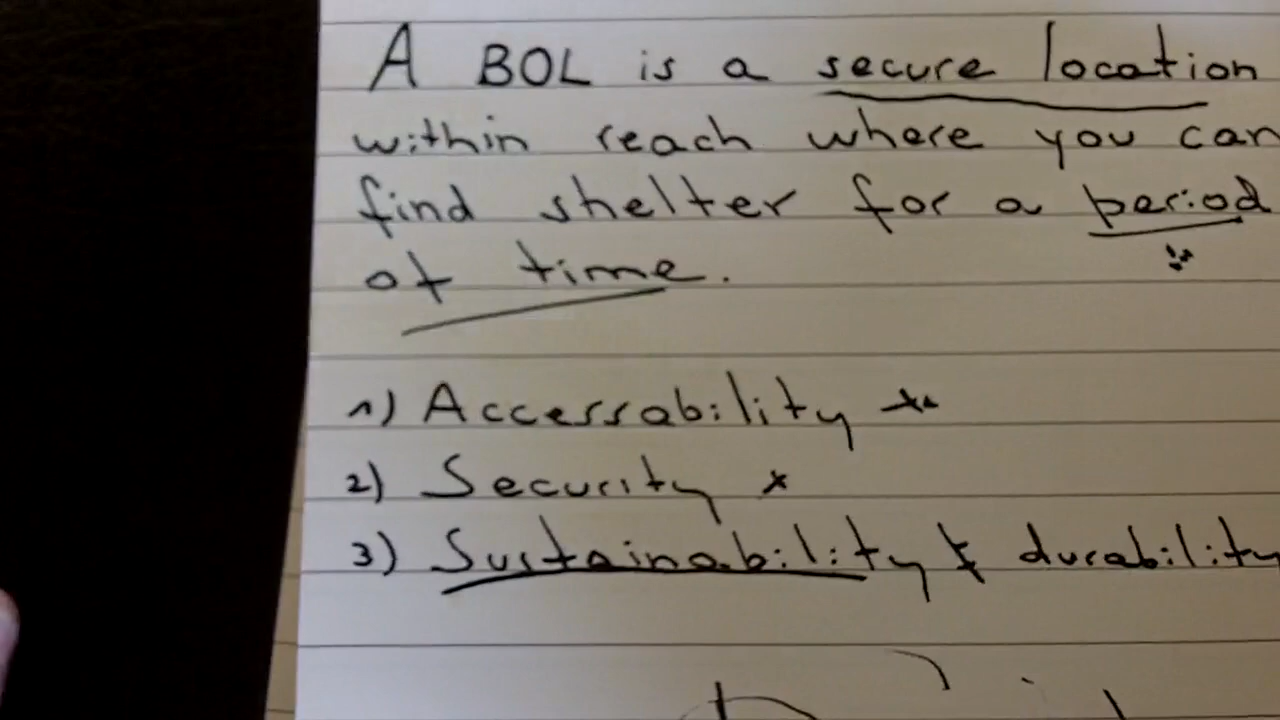 A BOL is a secure location
within reach where you can
find shelter for a period
of time.
1) Accessability
2) Security
3) Sustainability & durability